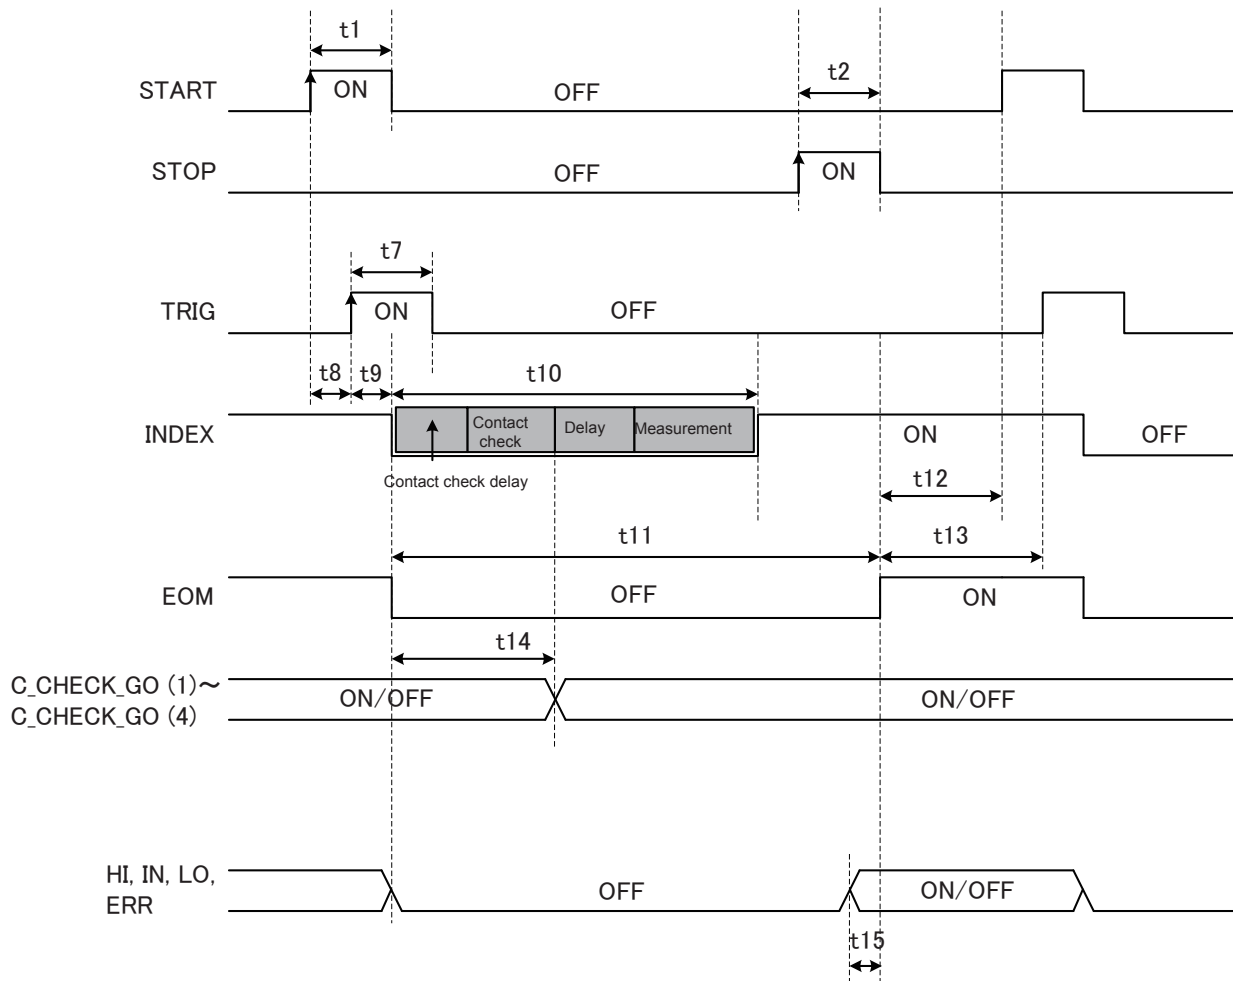 t1
START
ON
OFF
t2
STOP
OFF
ON
t7
TRIG
ON
OFF
t8
t9
t10
INDEX
Contact
check
Delay
Measurement
ON
OFF
Contact check delay
t12
t11
t13
EOM
OFF
ON
t14
C_CHECK_GO (1)～
C_CHECK_GO (4)
ON/OFF
ON/OFF
HI, IN, LO,
ERR
OFF
ON/OFF
t15